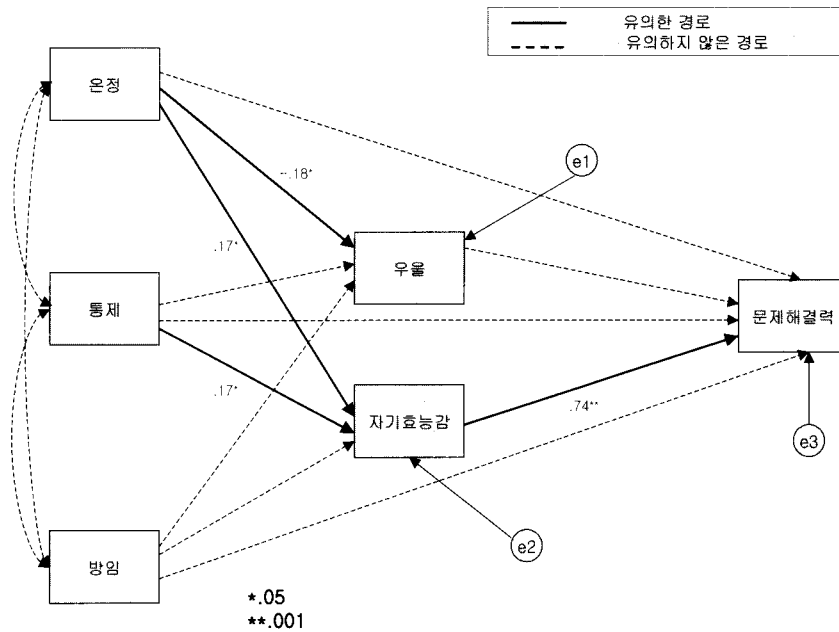 유의한 경로
유의하지 않은 경로
온정
e1
-.18*
.17*
우울
통제
문제해결력
.17*
자기효능감
.74**
e3
e2
방임
*.05
**.001